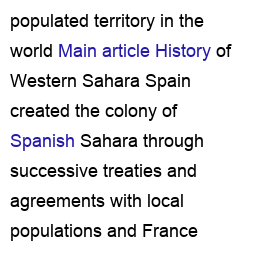 populated territory in the
world Main article History of
Western Sahara Spain
created the colony of
Spanish Sahara through
successive treaties and
agreements with local
populations and France